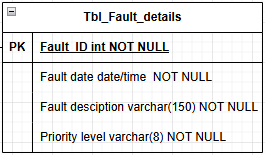 Tbl_Fault_details
PK Fault_ID int NOT NULL
Fault date date/time NOT NULL
Fault desciption varchar(150) NOT NULL
Priority level varchar(8) NOT NULL